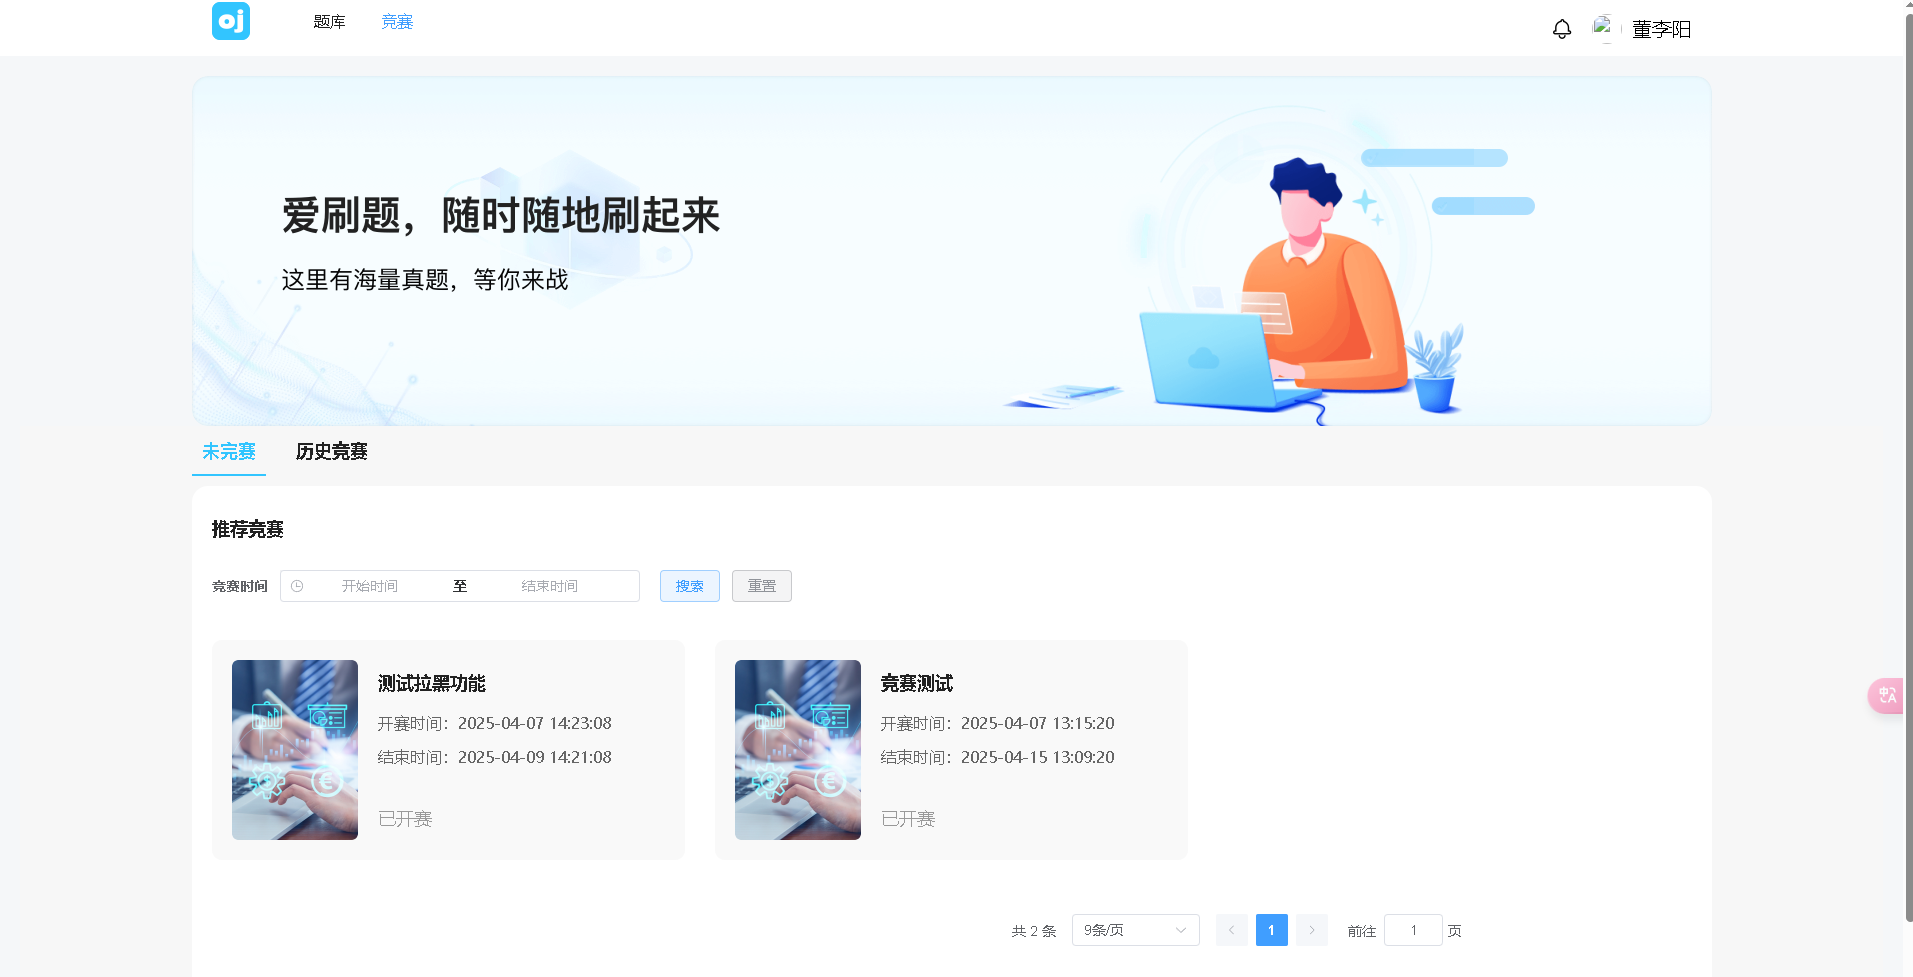 oj
题库
竞赛
董李阳
爱刷题，随时随地刷起来
这里有海量真题，等你来战
未完赛
历史竞赛
推荐竞赛
竞赛时间
开始时间
至
结束时间
搜索
重置
测试拉黑功能
开赛时间：2025-04-07 14:23:08
结束时间：2025-04-09 14:21:08
已开赛
竞赛测试
开赛时间：2025-04-07 13:15:20
结束时间：2025-04-15 13:09:20
已开赛
共 2 条
9条/页
1
前往
1
页
中A